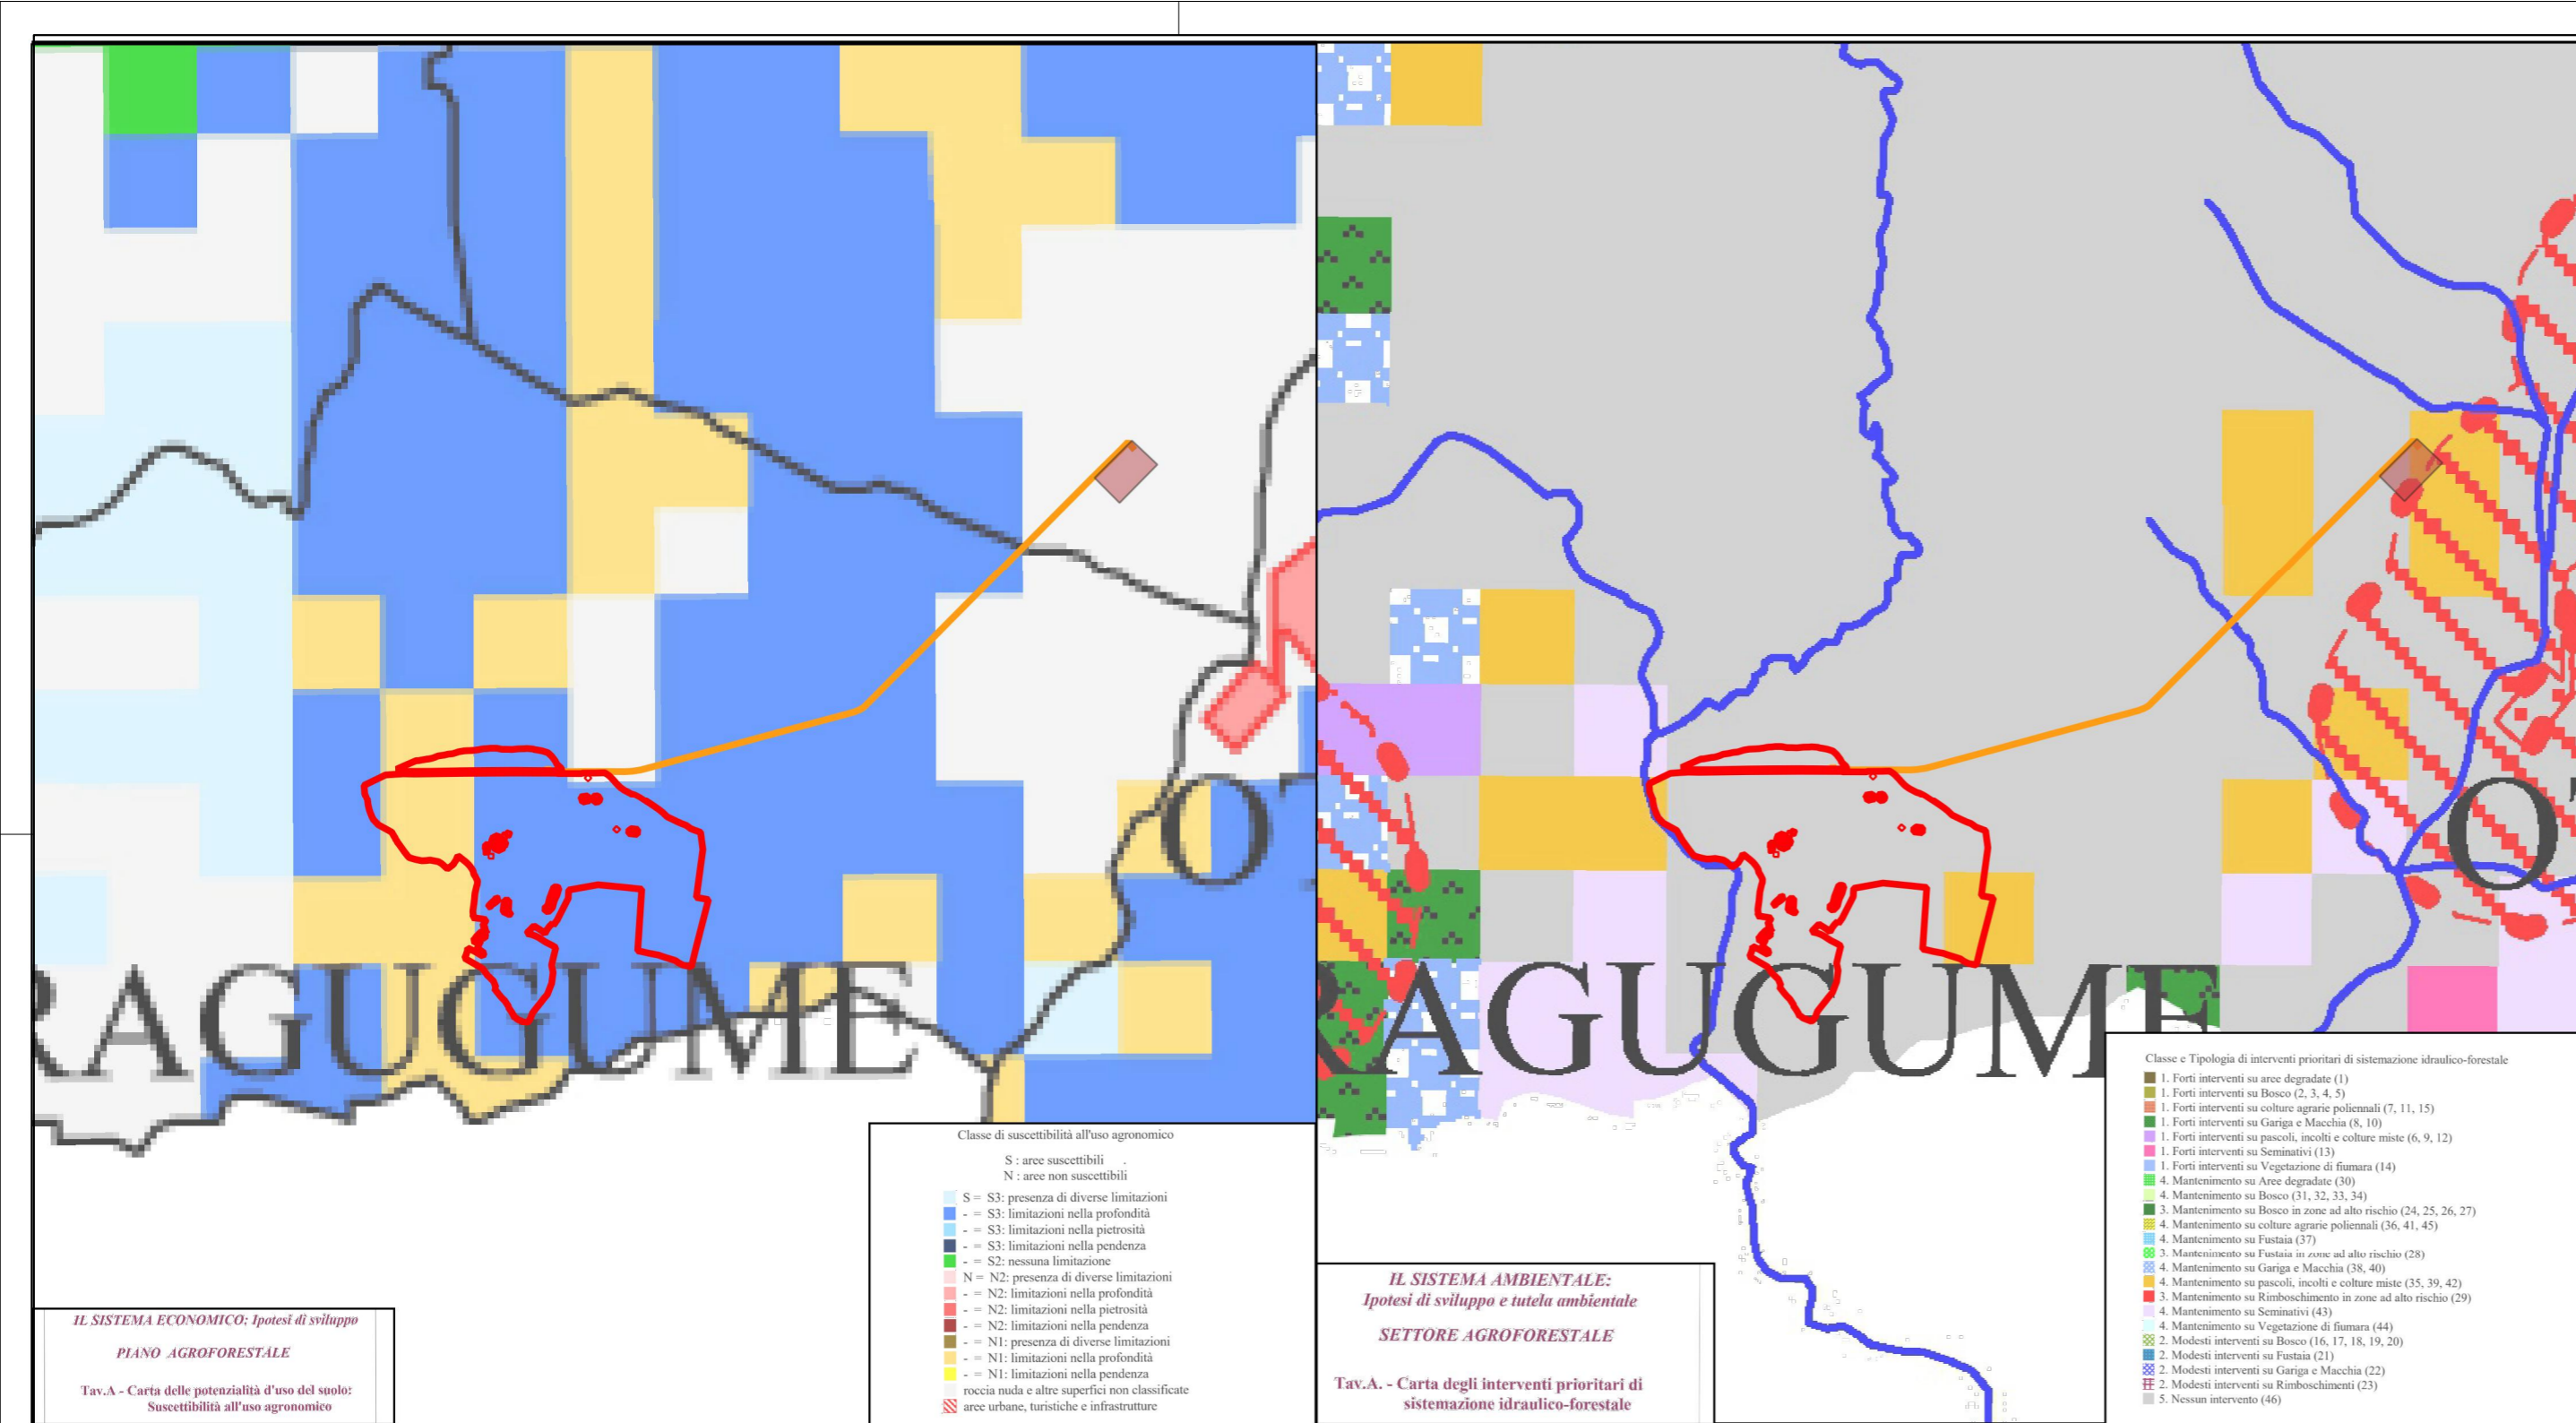 RAGUGUME
O
Classe di suscettibilità all'uso agronomico
S : aree suscettibili .
N : aree non suscettibili
S = S3: presenza di diverse limitazioni
- = S3: limitazioni nella profondità
- = S3: limitazioni nella pietrosità
- = S3: limitazioni nella pendenza
- = S2: nessuna limitazione
N = N2: presenza di diverse limitazioni
- = N2: limitazioni nella profondità
- = N2: limitazioni nella pietrosità
- = N2: limitazioni nella pendenza
- = N1: presenza di diverse limitazioni
- = N1: limitazioni nella profondità
- = N1: limitazioni nella pendenza
roccia nuda e altre superfici non classificate
aree urbane, turistiche e infrastrutture
IL SISTEMA ECONOMICO: Ipotesi di sviluppo
PIANO AGROFORESTALE
Tav.A - Carta delle potenzialità d'uso del suolo:
Suscettibilità all'uso agronomico
RAGUGUME
OT
Classe e Tipologia di interventi prioritari di sistemazione idraulico-forestale
1. Forti interventi su aree degradate (1)
1. Forti interventi su Bosco (2, 3, 4, 5)
1. Forti interventi su colture agrarie poliennali (7, 11, 15)
1. Forti interventi su Gariga e Macchia (8, 10)
1. Forti interventi su pascoli, incolti e colture miste (6, 9, 12)
1. Forti interventi su Seminativi (13)
1. Forti interventi su Vegetazione di fiumara (14)
4. Mantenimento su Aree degradate (30)
4. Mantenimento su Bosco (31, 32, 33, 34)
3. Mantenimento su Bosco in zone ad alto rischio (24, 25, 26, 27)
4. Mantenimento su colture agrarie poliennali (36, 41, 45)
4. Mantenimento su Fustaia (37)
3. Mantenimento su Fustaia in zone ad alto rischio (28)
4. Mantenimento su Gariga e Macchia (38, 40)
4. Mantenimento su pascoli, incolti e colture miste (35, 39, 42)
3. Mantenimento su Rimboschimento in zone ad alto rischio (29)
4. Mantenimento su Seminativi (43)
4. Mantenimento su Vegetazione di fiumara (44)
2. Modesti interventi su Bosco (16, 17, 18, 19, 20)
2. Modesti interventi su Fustaia (21)
2. Modesti interventi su Gariga e Macchia (22)
2. Modesti interventi su Rimboschimenti (23)
5. Nessun intervento (46)
IL SISTEMA AMBIENTALE:
Ipotesi di sviluppo e tutela ambientale
SETTORE AGROFORESTALE
Tav.A. - Carta degli interventi prioritari di
sistemazione idraulico-forestale